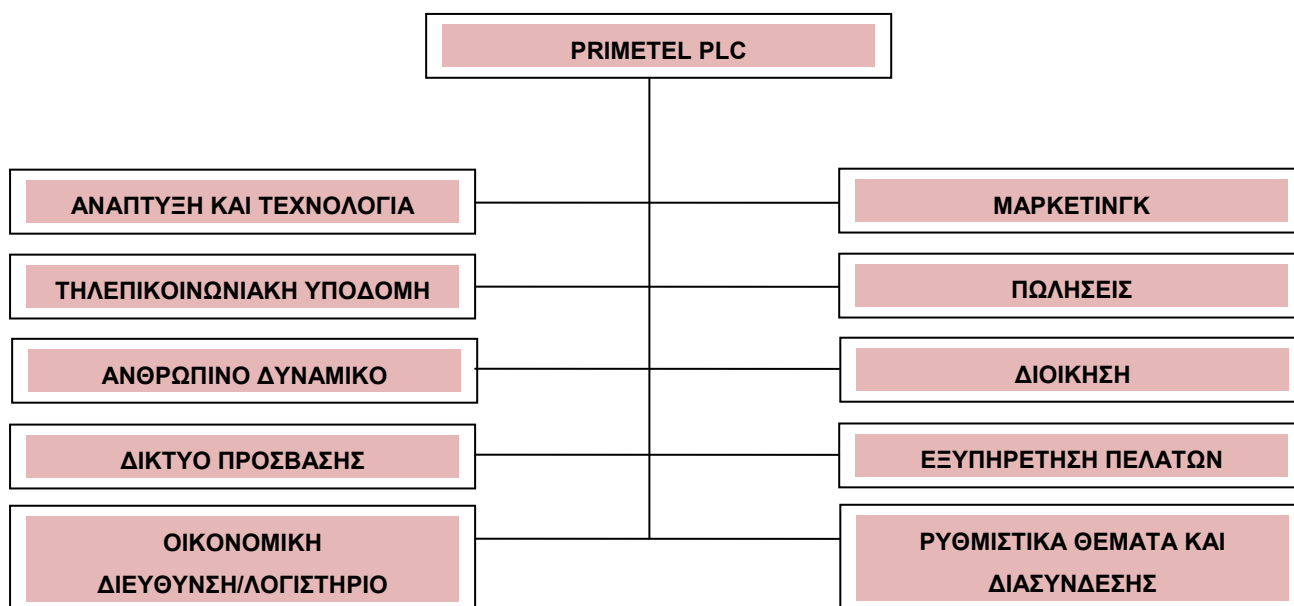 PRIMETEL PLC
ΑΝΑΠΤΥΞΗ ΚΑΙ ΤΕΧΝΟΛΟΓΙΑ
ΜΑΡΚΕΤΙΝΓΚ
ΤΗΛΕΠΙΚΟΙΝΩΝΙΑΚΗ ΥΠΟΔΟΜΗ
ΠΩΛΗΣΕΙΣ
ΑΝΘΡΩΠΙΝΟ ΔΥΝΑΜΙΚΟ
ΔΙΟΙΚΗΣΗ
ΔΙΚΤΥΟ ΠΡΟΣΒΑΣΗΣ
ΕΞΥΠΗΡΕΤΗΣΗ ΠΕΛΑΤΩΝ
ΟΙΚΟΝΟΜΙΚΗ
ΔΙΕΥΘΥΝΣΗ/ΛΟΓΙΣΤΗΡΙΟ
ΡΥΘΜΙΣΤΙΚΑ ΘΕΜΑΤΑ ΚΑΙ
ΔΙΑΣΥΝΔΕΣΗΣ